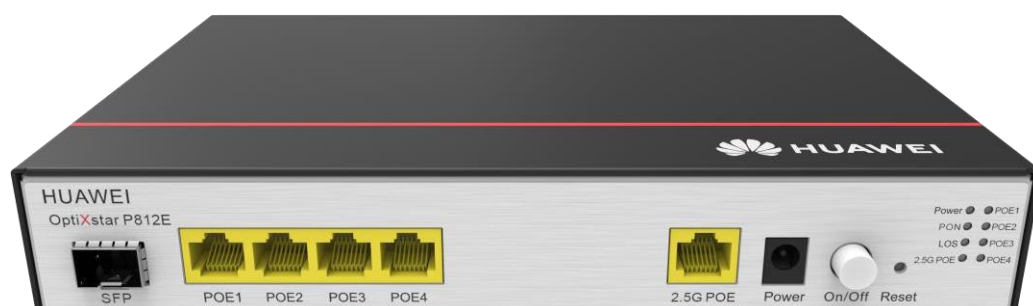 HUAWEI
HUAWEI
OptiXstar P812E
Power POE1
PON POE2
LOS POE3
2.5G POE POE4
SFP POE1 POE2 POE3 POE4 2.5G POE Power On/Off Reset